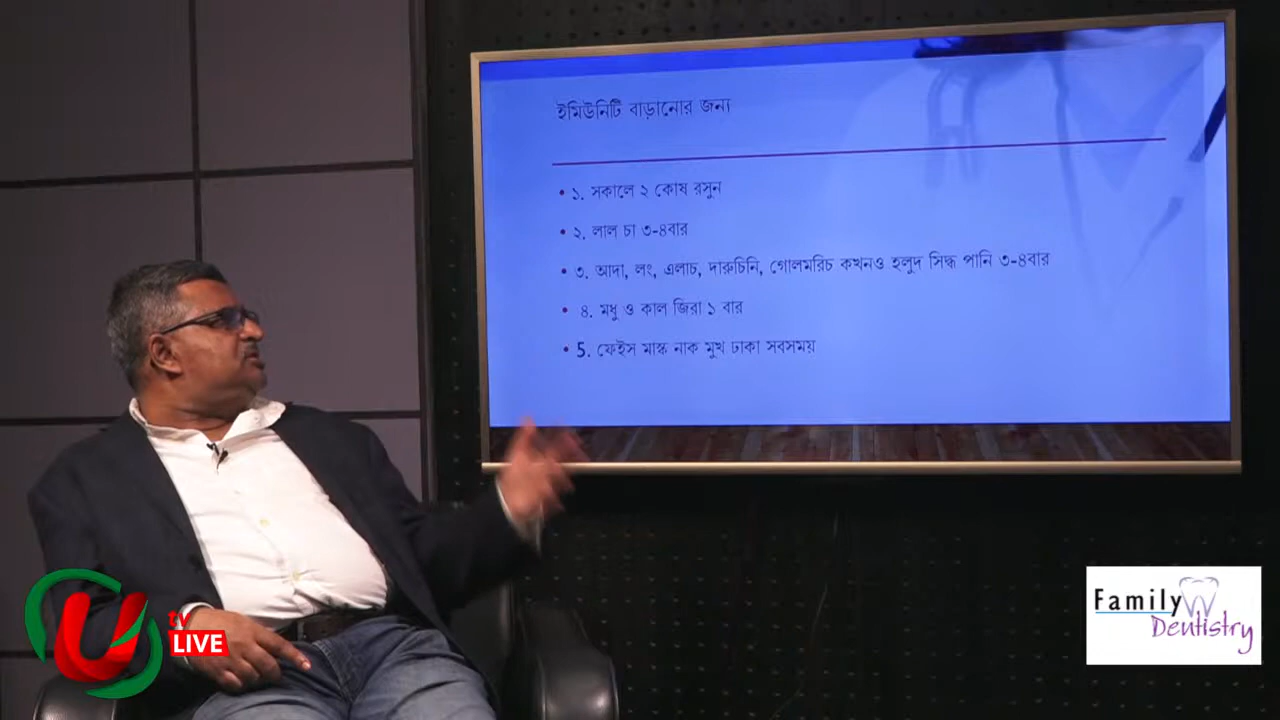 ইমিউনিটি বাড়ানোর জন্য
• ১. সকালে ২ কোষ রসুন
• ২. লাল চা ৩-৪বার
• ৩. আদা, লং, এলাচ, দারুচিনি, গোলমরিচ কখনও হলুদ সিদ্ধ পানি ৩-৪বার
• ৪. মধু ও কাল জিরা ১ বার
• 5. ফেইস মাস্ক নাক মুখ ঢাকা সবসময়
U tv
LIVE
Family
Dentistry